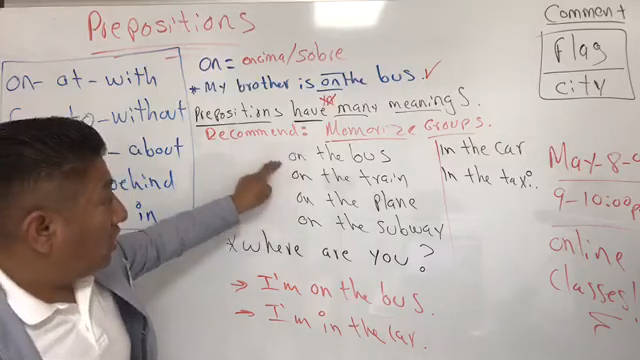 Prepositions
on- at- with
without
- about
behind
in
on= encima/sobre
* My brother is on the bus. ✓
Prepositions have many meanings.
Recommend: Memorize Groups.
on the bus
on the train
on the plane
on the subway
In the car
In the taxi..
* Where are you?
→ I'm on the bus.
→ I'm in the car.
Comment
Flag
city
May-8-
9-10:00p
online
Classes!